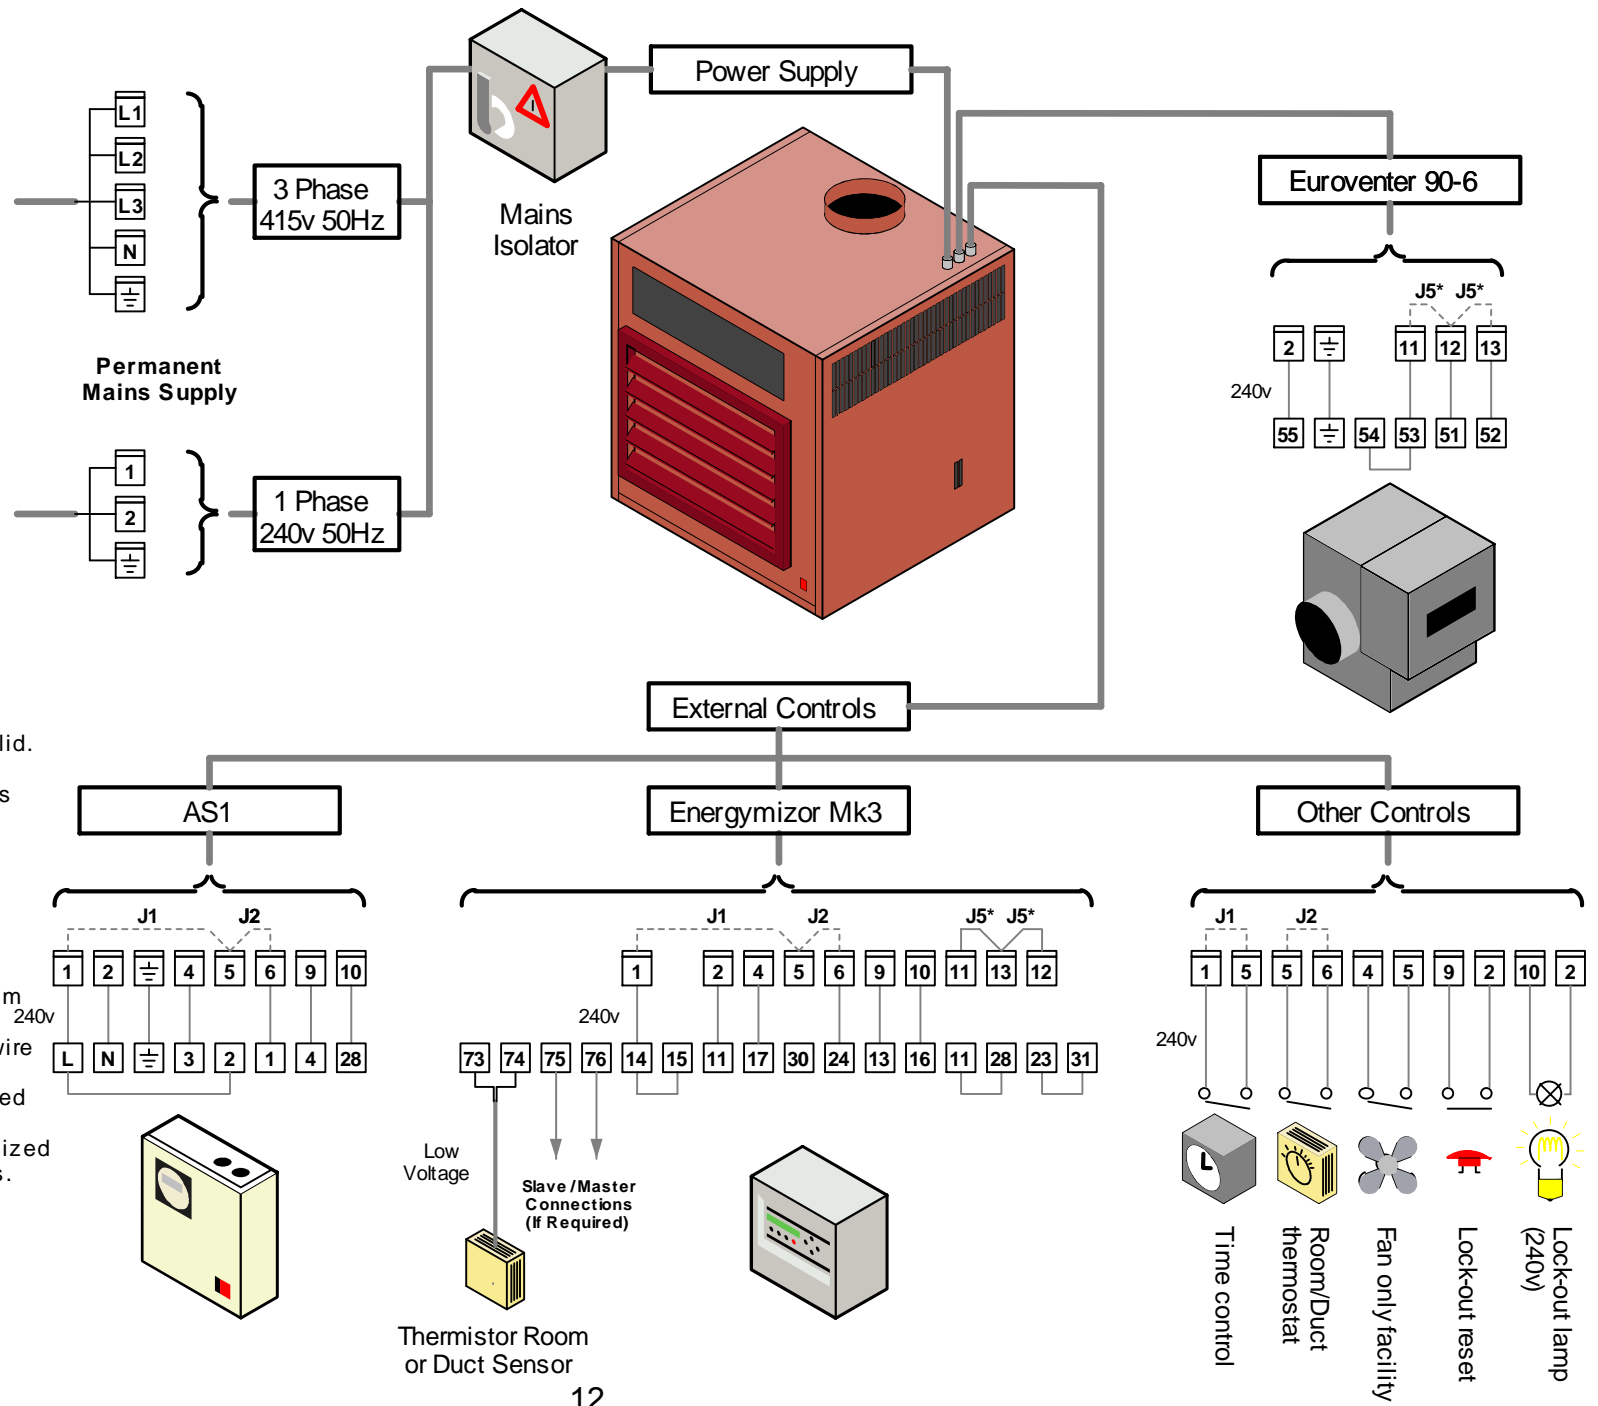 Power Supply
L1
L2
L3
N
3 Phase
415v 50Hz
Mains
Isolator
Euroventer 90-6
J5* J5*
2 11 12 13
240v
55 54 53 51 52
Permanent
Mains Supply
1
2
1 Phase
240v 50Hz
External Controls
lid.
s
AS1
Energymizor Mk3
Other Controls
J1 J2
1 2 4 5 6 9 10
m
240v
wire
L N 3 2 1 4 28
ed
ized
s.
J1 J2 J5* J5*
1 2 4 5 6 9 10 11 13 12
240v
73 74 75 76 14 15 11 17 30 24 13 16 11 28 23 31
Low
Voltage
Slave/Master
Connections
(If Required)
Thermistor Room
or Duct Sensor
J1 J2
1 5 5 6 4 5 9 2 10 2
240v
Time control
Room/Duct
thermostat
Fan only facility
Lock-out reset
Lock-out lamp
(240v)
12